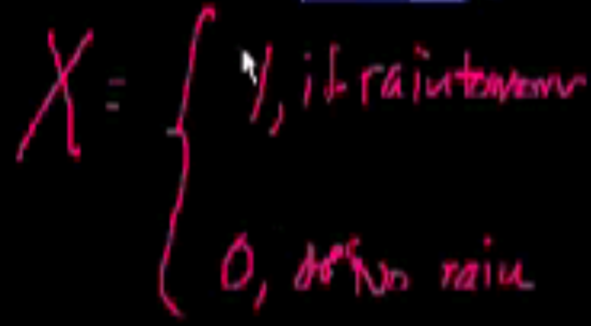 X = { 1, if rain tomorrow
0, No rain